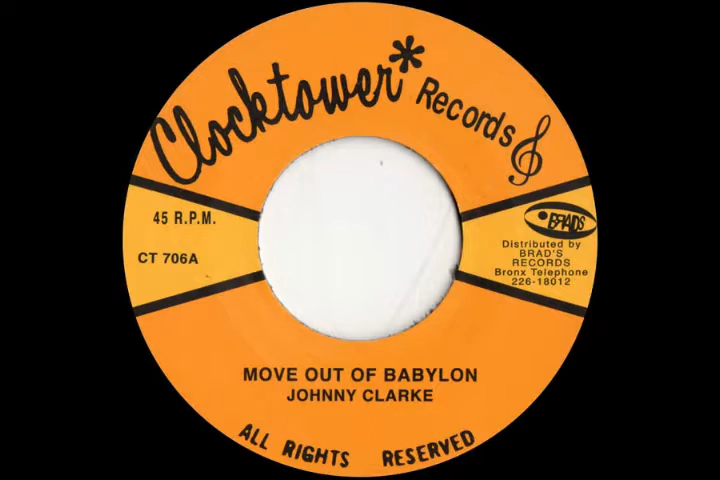 Clocktower* Records
45 R.P.M.
CT 706A
BRADS
Distributed by
BRAD'S
RECORDS
Bronx Telephone
226-18012
MOVE OUT OF BABYLON
JOHNNY CLARKE
ALL RIGHTS RESERVED